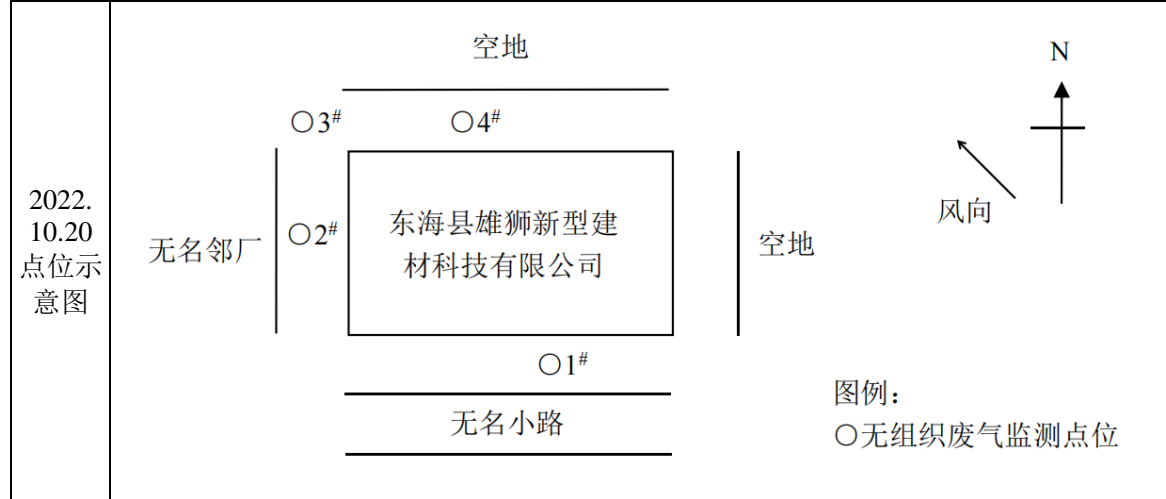 2022.
10.20
点位示
意图
空地
N
○3#
○4#
风向
无名邻厂
○2#
东海县雄狮新型建
材科技有限公司
空地
○1#
无名小路
图例：
○无组织废气监测点位